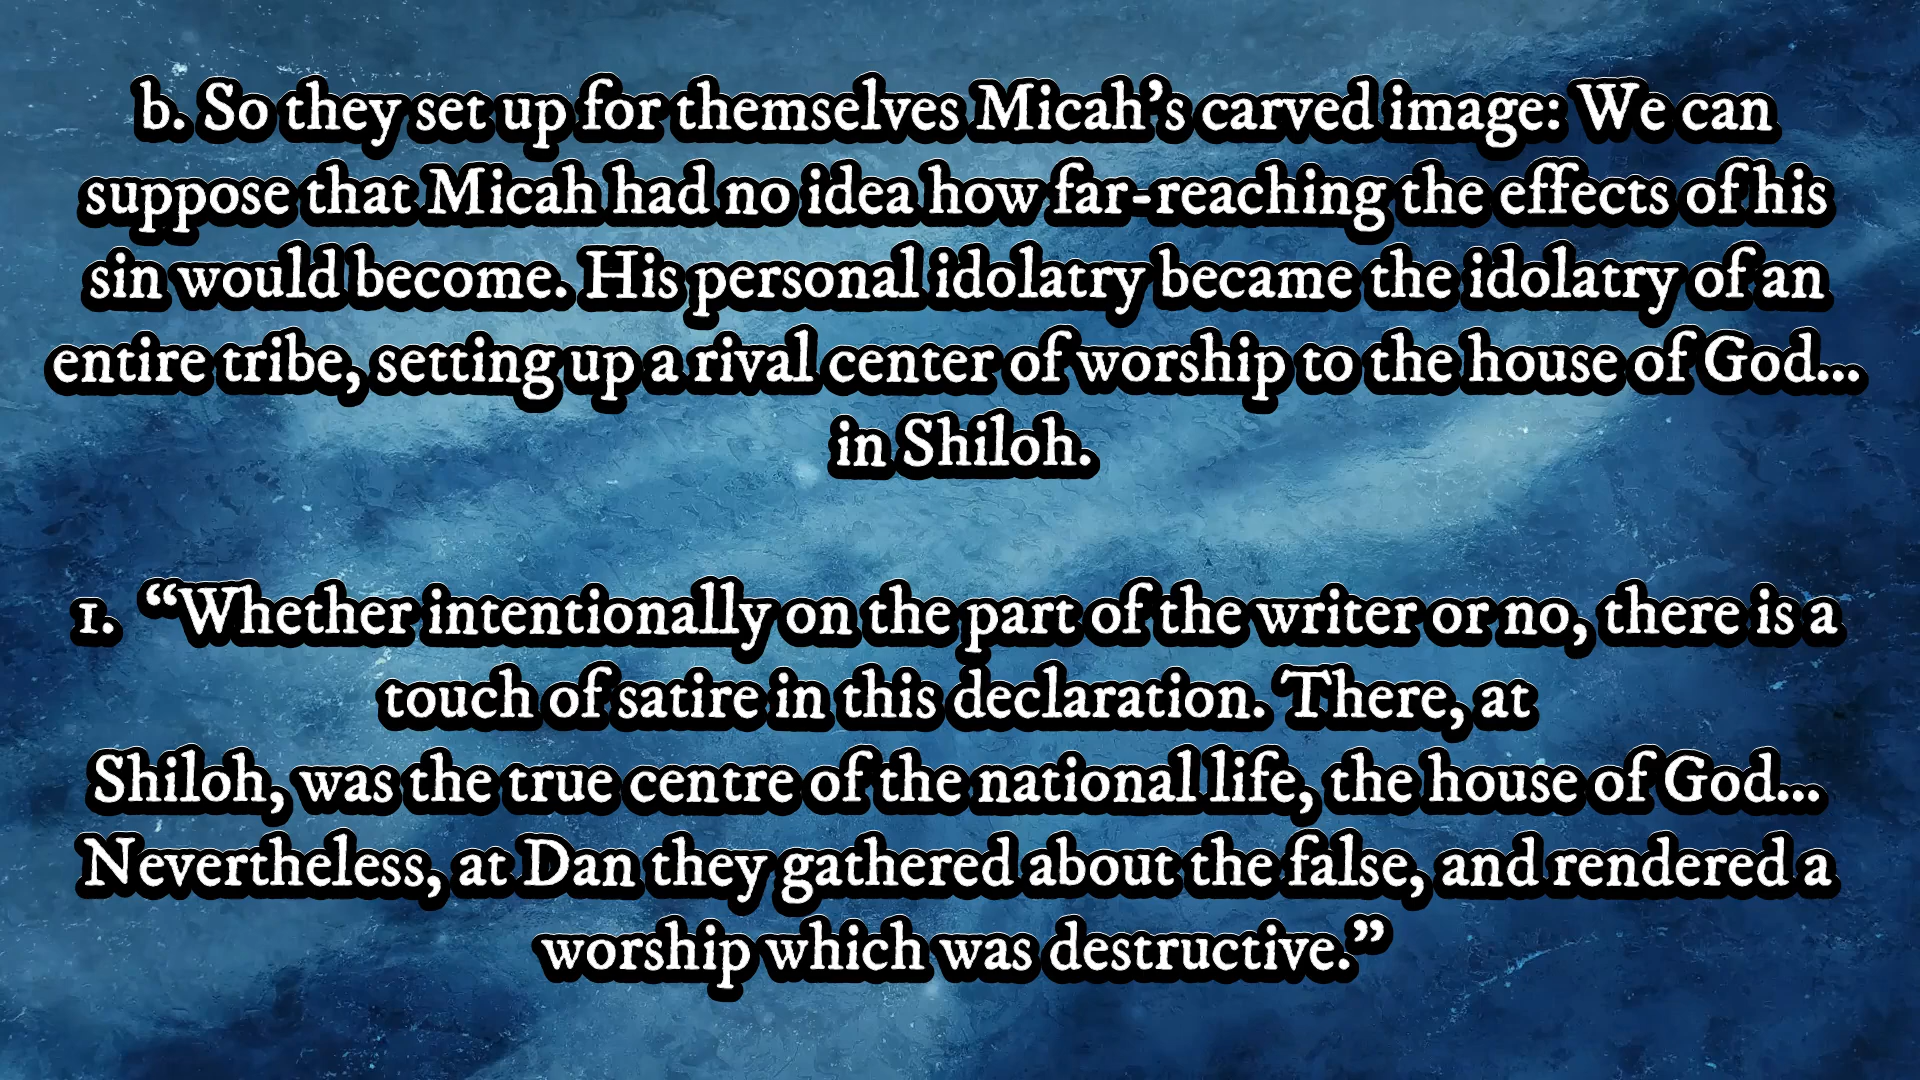 b. So they set up for themselves Micah’s carved image: We can
suppose that Micah had no idea how far-reaching the effects of his
sin would become. His personal idolatry became the idolatry of an
entire tribe, setting up a rival center of worship to the house of God...
in Shiloh.
1. “Whether intentionally on the part of the writer or no, there is a
touch of satire in this declaration. There, at
Shiloh, was the true centre of the national life, the house of God...
Nevertheless, at Dan they gathered about the false, and rendered a
worship which was destructive.”